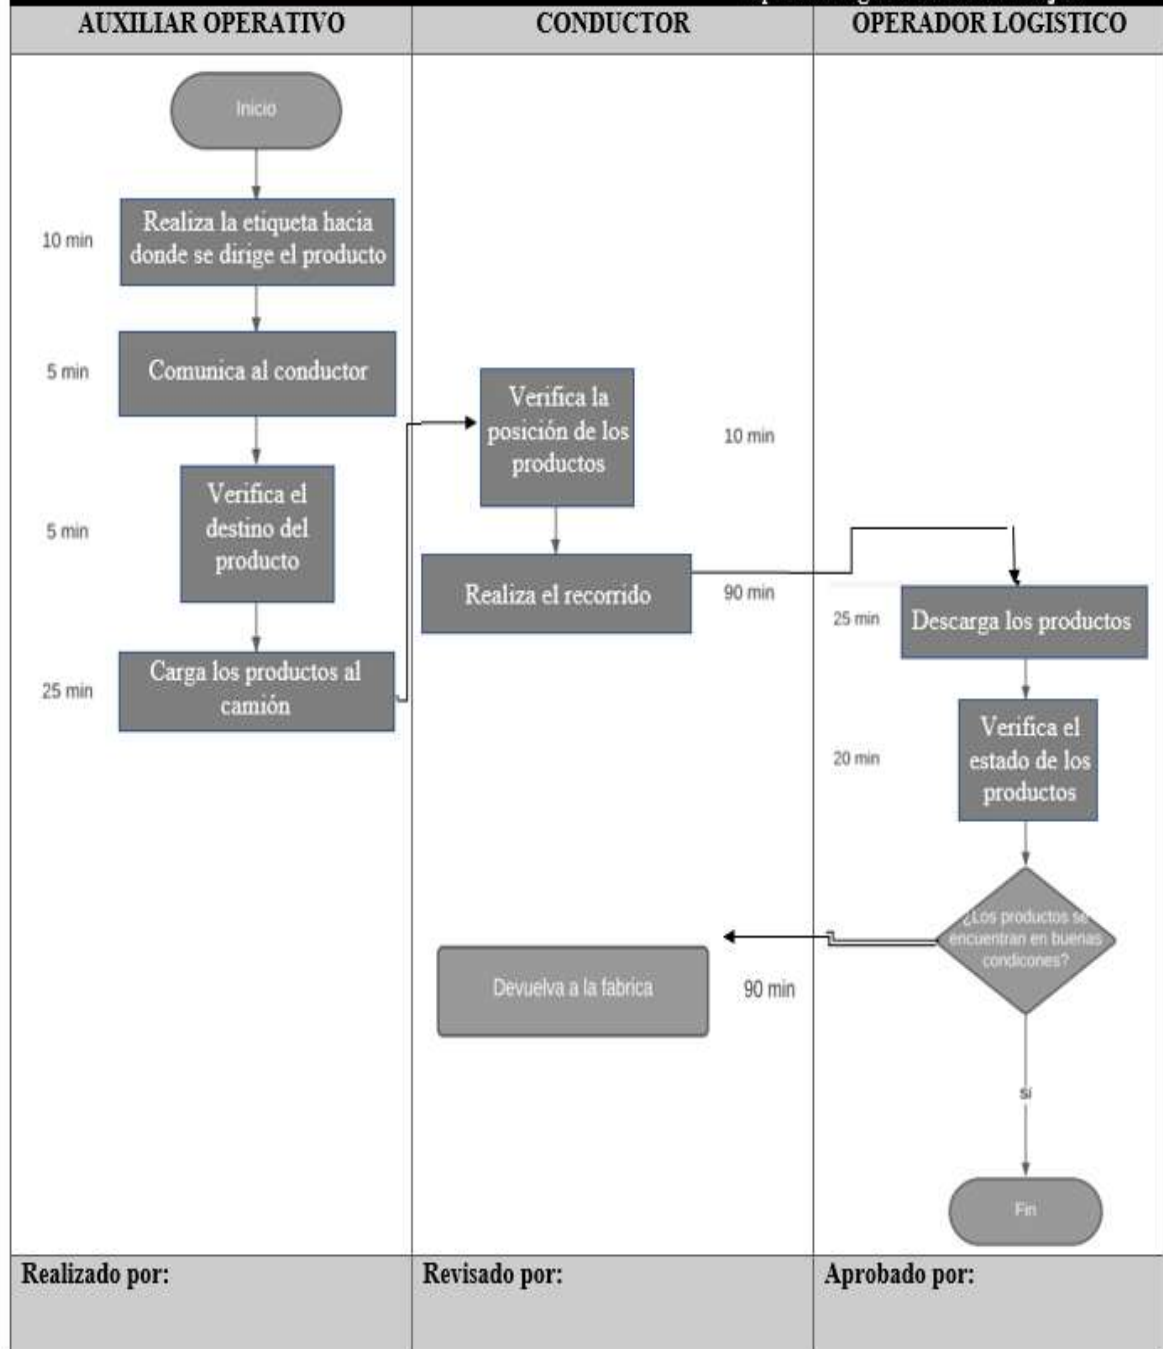 AUXILIAR OPERATIVO
CONDUCTOR
OPERADOR LOGISTICO
Inicio
10 min
Realiza la etiqueta hacia
donde se dirige el producto
5 min
Comunica al conductor
5 min
Verifica el
destino del
producto
25 min
Carga los productos al
camión
Verifica la
posición de los
productos
10 min
Realiza el recorrido
90 min
25 min
Descarga los productos
20 min
Verifica el
estado de los
productos
¿Los productos se
encuentran en buenas
condicones?
Devuelva a la fabrica
90 min
Sí
Fin
Realizado por:
Revisado por:
Aprobado por: